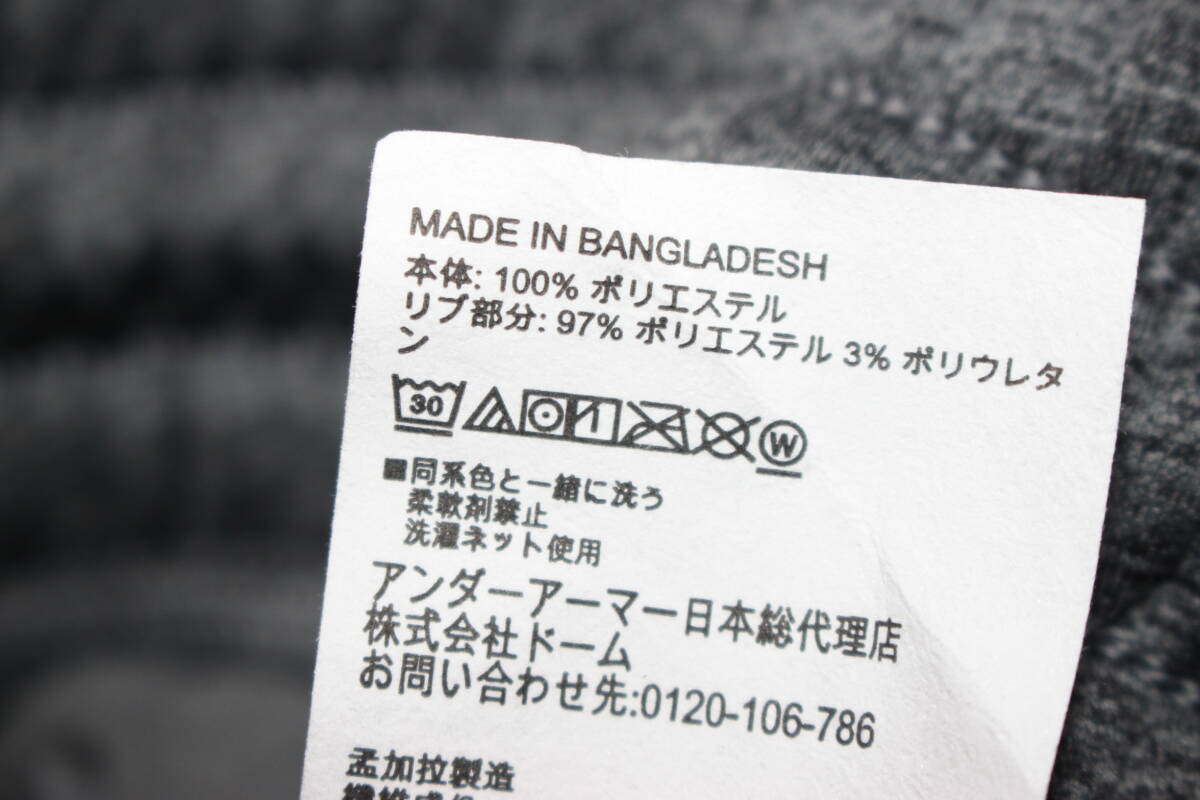 MADE IN BANGLADESH
本体: 100% ポリエステル
リブ部分: 97% ポリエステル 3% ポリウレタ
ン
30 W
■同系色と一緒に洗う
柔軟剤禁止
洗濯ネット使用
アンダーアーマー日本総代理店
株式会社ドーム
お問い合わせ先:0120-106-786
孟加拉製造